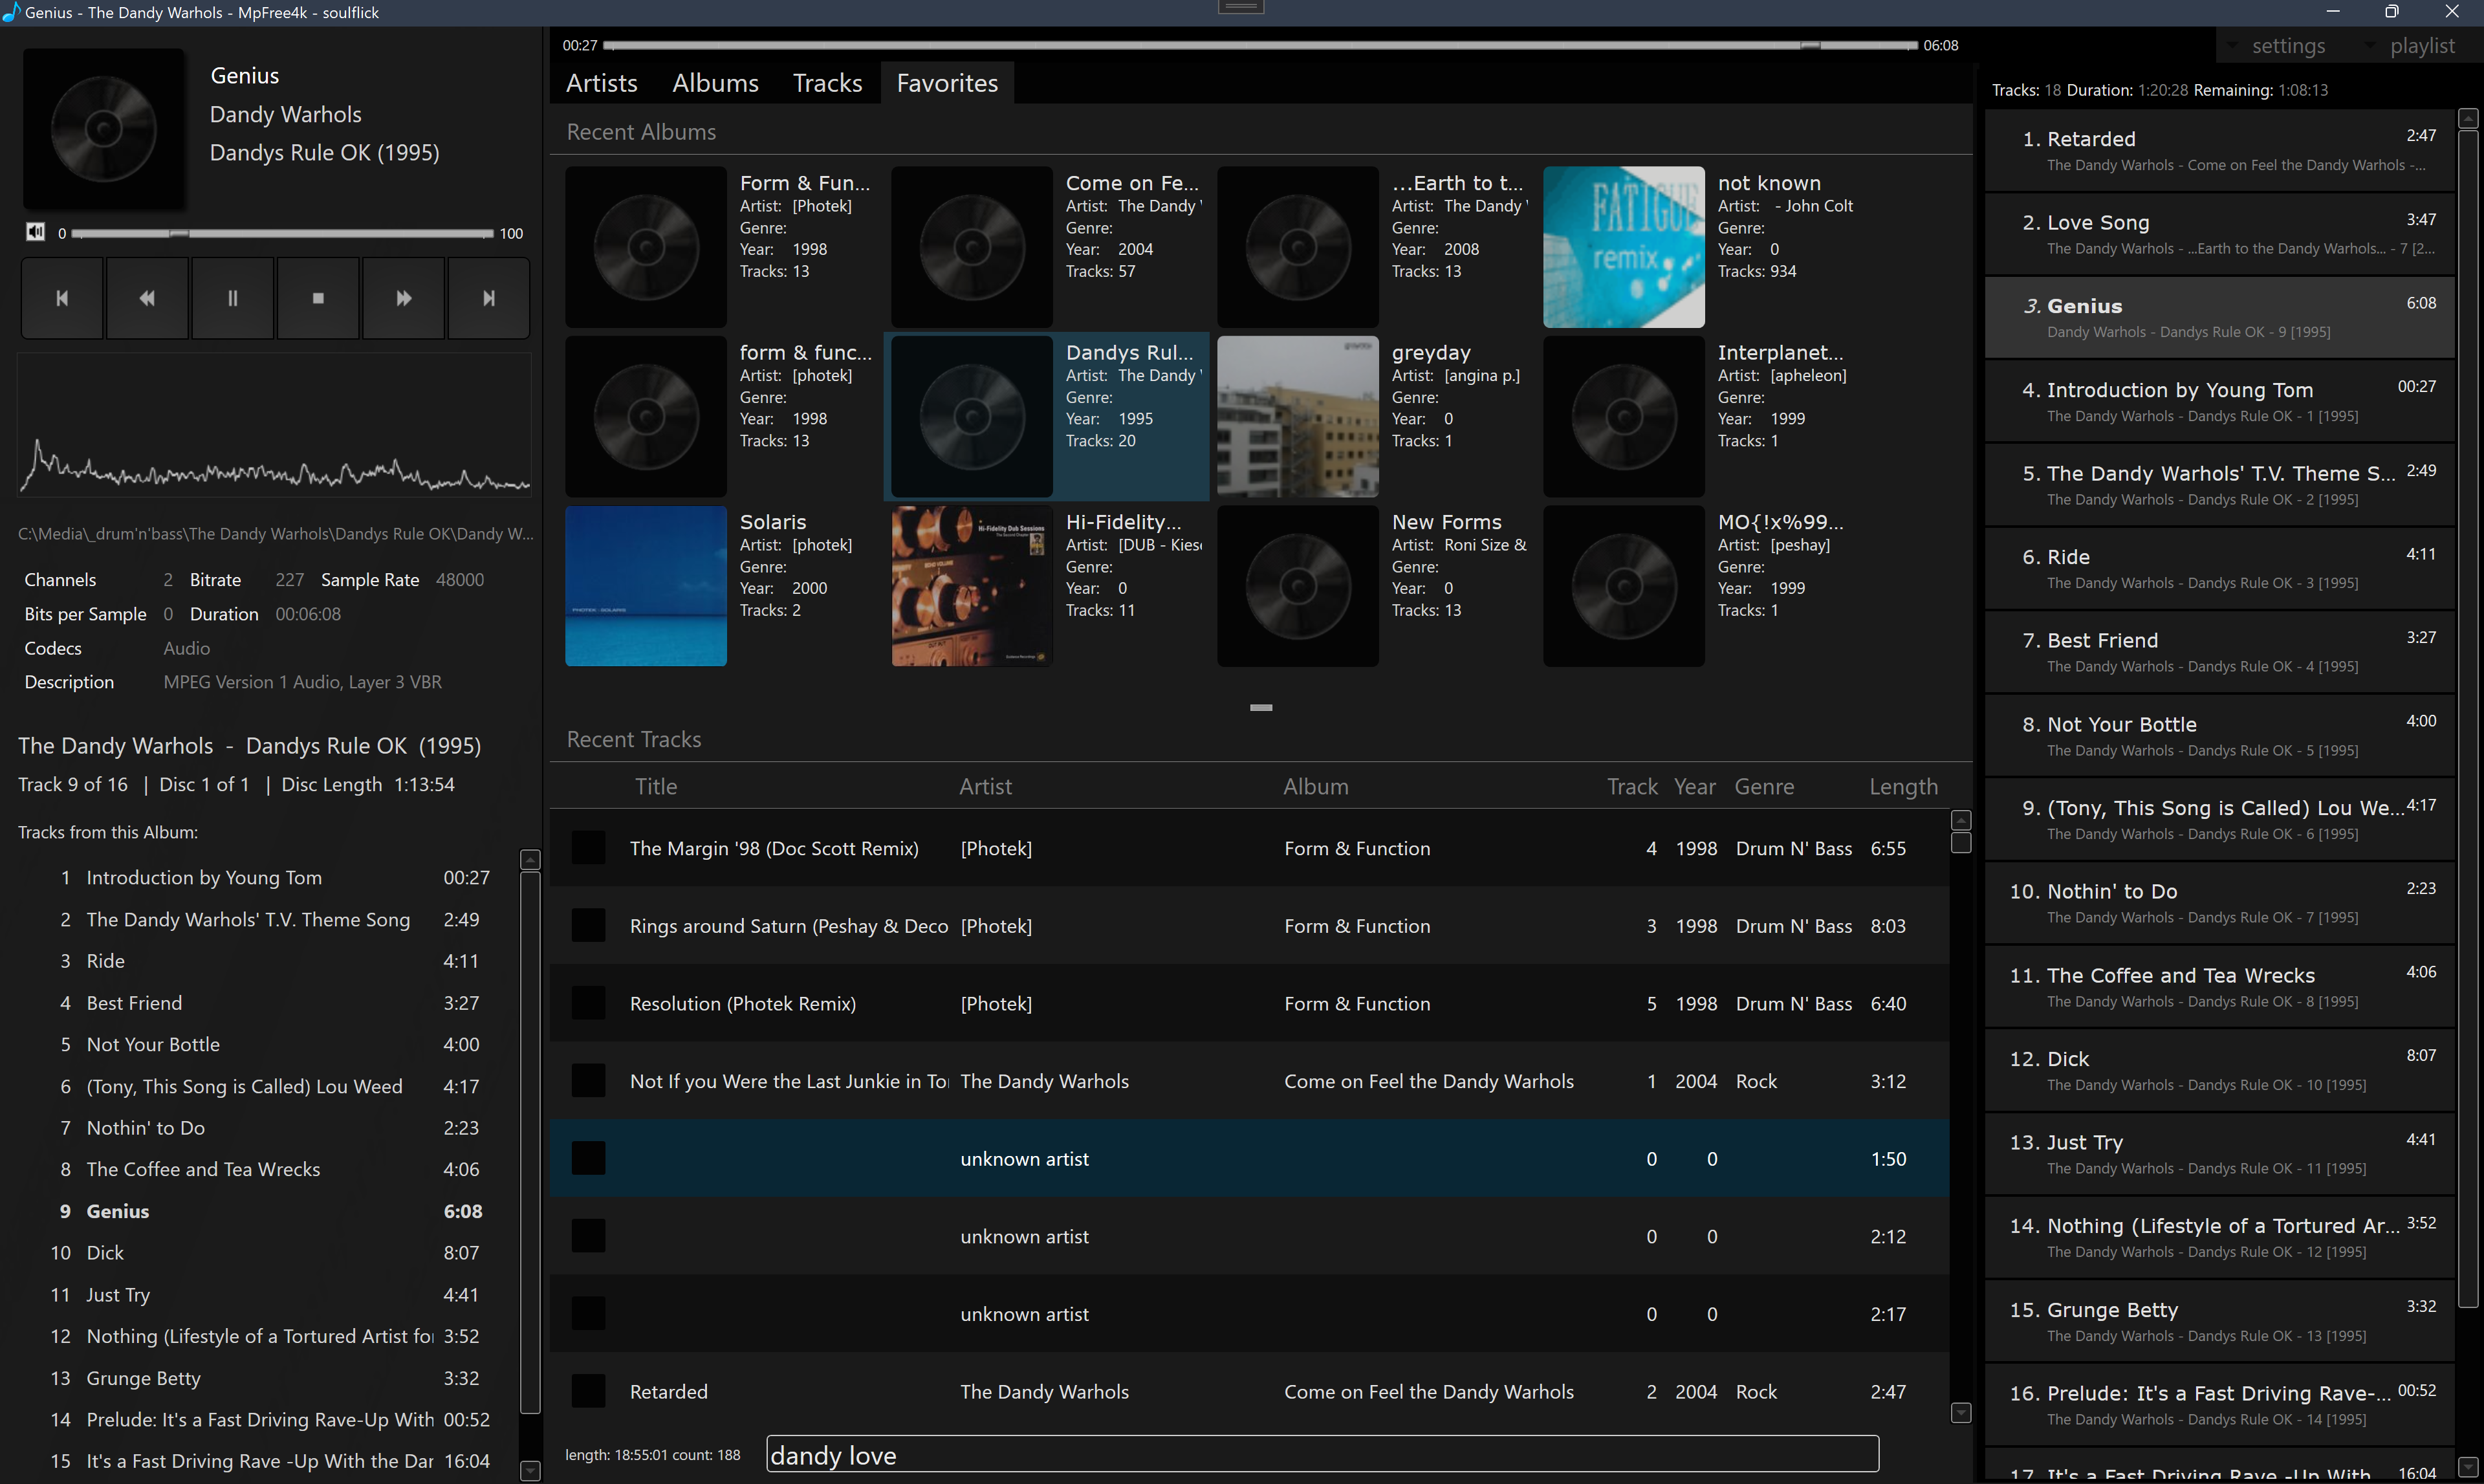 Genius - The Dandy Warhols - MpFree4k - soulflick
Genius
Dandy Warhols
Dandys Rule OK (1995)
0 100
C:\Media\_drum'n'bass\The Dandy Warhols\Dandys Rule OK\Dandy W...
Channels 2 Bitrate 227 Sample Rate 48000
Bits per Sample 0 Duration 00:06:08
Codecs Audio
Description MPEG Version 1 Audio, Layer 3 VBR
The Dandy Warhols - Dandys Rule OK (1995)
Track 9 of 16 | Disc 1 of 1 | Disc Length 1:13:54
Tracks from this Album:
1 Introduction by Young Tom 00:27
2 The Dandy Warhols' T.V. Theme Song 2:49
3 Ride 4:11
4 Best Friend 3:27
5 Not Your Bottle 4:00
6 (Tony, This Song is Called) Lou Weed 4:17
7 Nothin' to Do 2:23
8 The Coffee and Tea Wrecks 4:06
9 Genius 6:08
10 Dick 8:07
11 Just Try 4:41
12 Nothing (Lifestyle of a Tortured Artist for 3:52
13 Grunge Betty 3:32
14 Prelude: It's a Fast Driving Rave-Up With 00:52
15 It's a Fast Driving Rave -Up With the Dan 16:04
00:27 06:08
Artists Albums Tracks Favorites
Recent Albums
Form & Fun...
Artist: [Photek]
Genre:
Year: 1998
Tracks: 13
Come on Fe...
Artist: The Dandy
Genre:
Year: 2004
Tracks: 57
...Earth to t...
Artist: The Dandy
Genre:
Year: 2008
Tracks: 13
FATIGUE
remix
not known
Artist: - John Colt
Genre:
Year: 0
Tracks: 934
form & func...
Artist: [photek]
Genre:
Year: 1998
Tracks: 13
Dandys Rul...
Artist: The Dandy
Genre:
Year: 1995
Tracks: 20
greyday
Artist: [angina p.]
Genre:
Year: 0
Tracks: 1
Interplanet...
Artist: [apheleon]
Genre:
Year: 1999
Tracks: 1
PHOTEK : SOLARIS
Solaris
Artist: [photek]
Genre:
Year: 2000
Tracks: 2
Hi-Fidelity Dub Sessions
Hi-Fidelity...
Artist: [DUB - Kiese
Genre:
Year: 0
Tracks: 11
New Forms
Artist: Roni Size &
Genre:
Year: 0
Tracks: 13
MO{!x%99...
Artist: [peshay]
Genre:
Year: 1999
Tracks: 1
Recent Tracks
Title Artist Album Track Year Genre Length
The Margin '98 (Doc Scott Remix) [Photek] Form & Function 4 1998 Drum N' Bass 6:55
Rings around Saturn (Peshay & Deco [Photek] Form & Function 3 1998 Drum N' Bass 8:03
Resolution (Photek Remix) [Photek] Form & Function 5 1998 Drum N' Bass 6:40
Not If you Were the Last Junkie in To The Dandy Warhols Come on Feel the Dandy Warhols 1 2004 Rock 3:12
unknown artist 0 0 1:50
unknown artist 0 0 2:12
unknown artist 0 0 2:17
Retarded The Dandy Warhols Come on Feel the Dandy Warhols 2 2004 Rock 2:47
length: 18:55:01 count: 188 dandy love
settings playlist
Tracks: 18 Duration: 1:20:28 Remaining: 1:08:13
1. Retarded 2:47
The Dandy Warhols - Come on Feel the Dandy Warhols -...
2. Love Song 3:47
The Dandy Warhols - ...Earth to the Dandy Warhols... - 7 [2...
3. Genius 6:08
Dandy Warhols - Dandys Rule OK - 9 [1995]
4. Introduction by Young Tom 00:27
The Dandy Warhols - Dandys Rule OK - 1 [1995]
5. The Dandy Warhols' T.V. Theme S... 2:49
The Dandy Warhols - Dandys Rule OK - 2 [1995]
6. Ride 4:11
The Dandy Warhols - Dandys Rule OK - 3 [1995]
7. Best Friend 3:27
The Dandy Warhols - Dandys Rule OK - 4 [1995]
8. Not Your Bottle 4:00
The Dandy Warhols - Dandys Rule OK - 5 [1995]
9. (Tony, This Song is Called) Lou We... 4:17
The Dandy Warhols - Dandys Rule OK - 6 [1995]
10. Nothin' to Do 2:23
The Dandy Warhols - Dandys Rule OK - 7 [1995]
11. The Coffee and Tea Wrecks 4:06
The Dandy Warhols - Dandys Rule OK - 8 [1995]
12. Dick 8:07
The Dandy Warhols - Dandys Rule OK - 10 [1995]
13. Just Try 4:41
The Dandy Warhols - Dandys Rule OK - 11 [1995]
14. Nothing (Lifestyle of a Tortured Ar... 3:52
The Dandy Warhols - Dandys Rule OK - 12 [1995]
15. Grunge Betty 3:32
The Dandy Warhols - Dandys Rule OK - 13 [1995]
16. Prelude: It's a Fast Driving Rave-... 00:52
The Dandy Warhols - Dandys Rule OK - 14 [1995]
17. It's a Fast Driving Rave -Up With 16:04